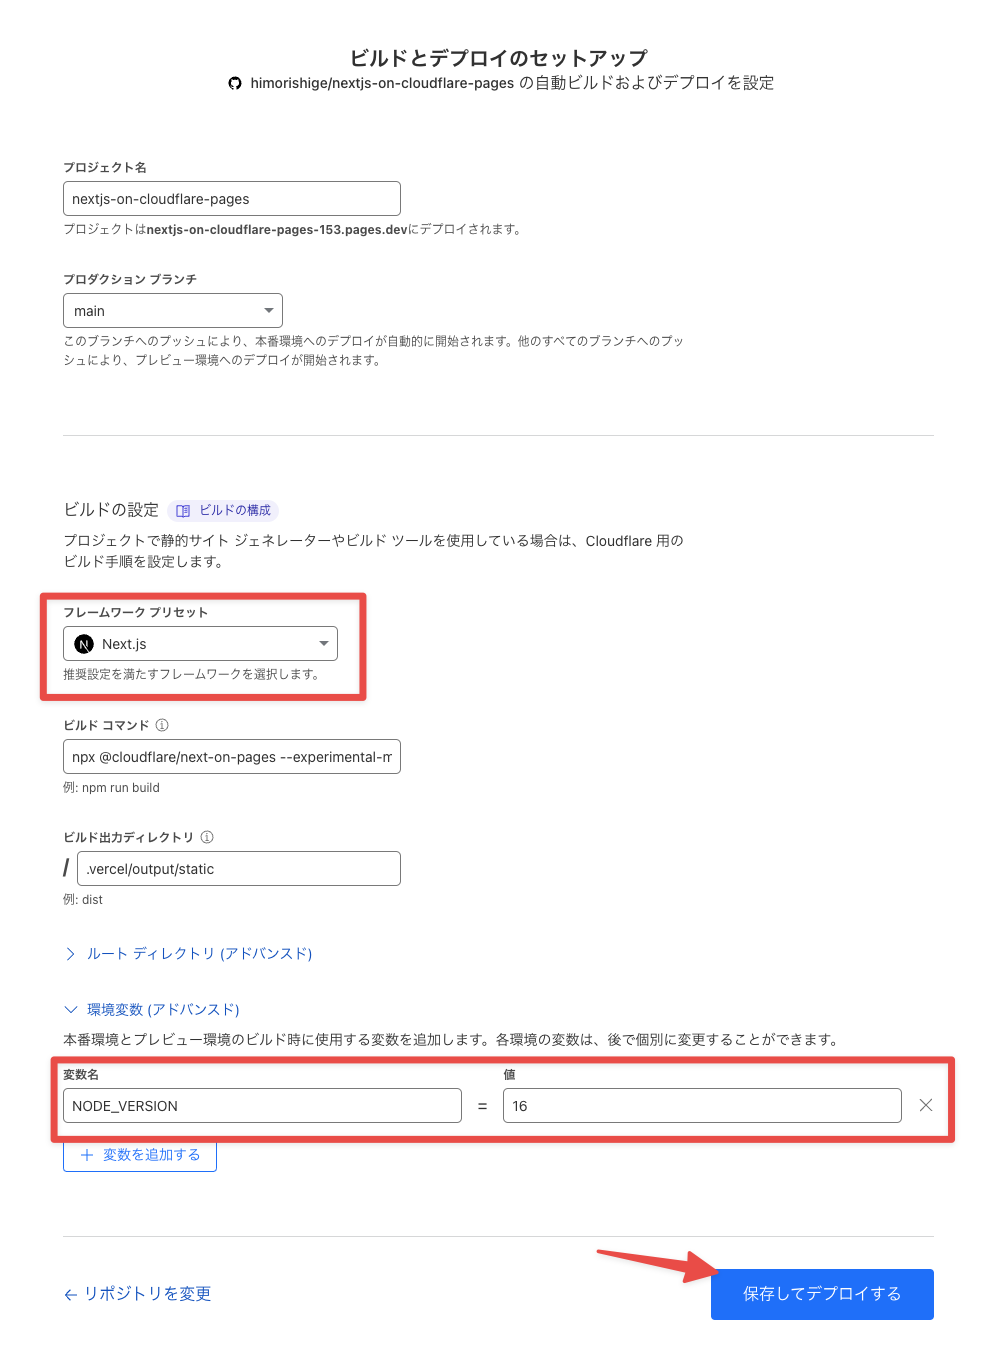 ビルドとデプロイのセットアップ
himorishige/nextjs-on-cloudflare-pages の自動ビルドおよびデプロイを設定
プロジェクト名
nextjs-on-cloudflare-pages
プロジェクトはnextjs-on-cloudflare-pages-153.pages.devにデプロイされます。
プロダクション ブランチ
main
このブランチへのプッシュにより、本番環境へのデプロイが自動的に開始されます。他のすべてのブランチへのプッ
シュにより、プレビュー環境へのデプロイが開始されます。
ビルドの設定 ビルドの構成
プロジェクトで静的サイト ジェネレーターやビルド ツールを使用している場合は、Cloudflare 用の
ビルド手順を設定します。
フレームワーク プリセット
N Next.js
推奨設定を満たすフレームワークを選択します。
ビルド コマンド
npx @cloudflare/next-on-pages --experimental-m
例: npm run build
ビルド出力ディレクトリ
/ .vercel/output/static
例: dist
ルート ディレクトリ (アドバンスド)
環境変数 (アドバンスド)
本番環境とプレビュー環境のビルド時に使用する変数を追加します。各環境の変数は、後で個別に変更することができます。
変数名 値
NODE_VERSION = 16
+ 変数を追加する
← リポジトリを変更 保存してデプロイする